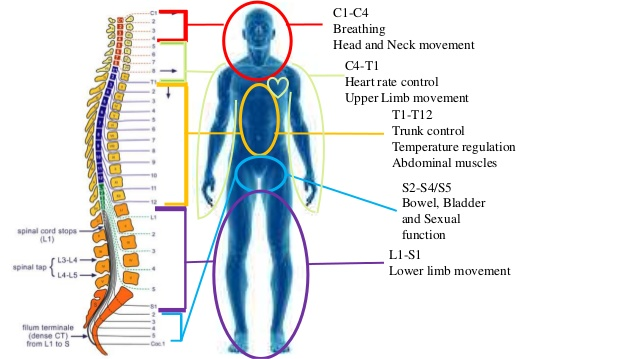 C1-C4
Breathing
Head and Neck movement
C4-T1
Heart rate control
Upper Limb movement
T1-T12
Trunk control
Temperature regulation
Abdominal muscles
S2-S4/S5
Bowel, Bladder
and Sexual
function
L1-S1
Lower limb movement
C1
2
3
4
5
6
7
8
T1
2
3
4
5
6
7
8
9
10
11
12
L1
2
3
4
5
S1
2
3
4
5
Coc.1
spinal cord stops
(L1)
spinal tap
L3-L4
L4-L5
filum terminale
(dense CT)
from L1 to S